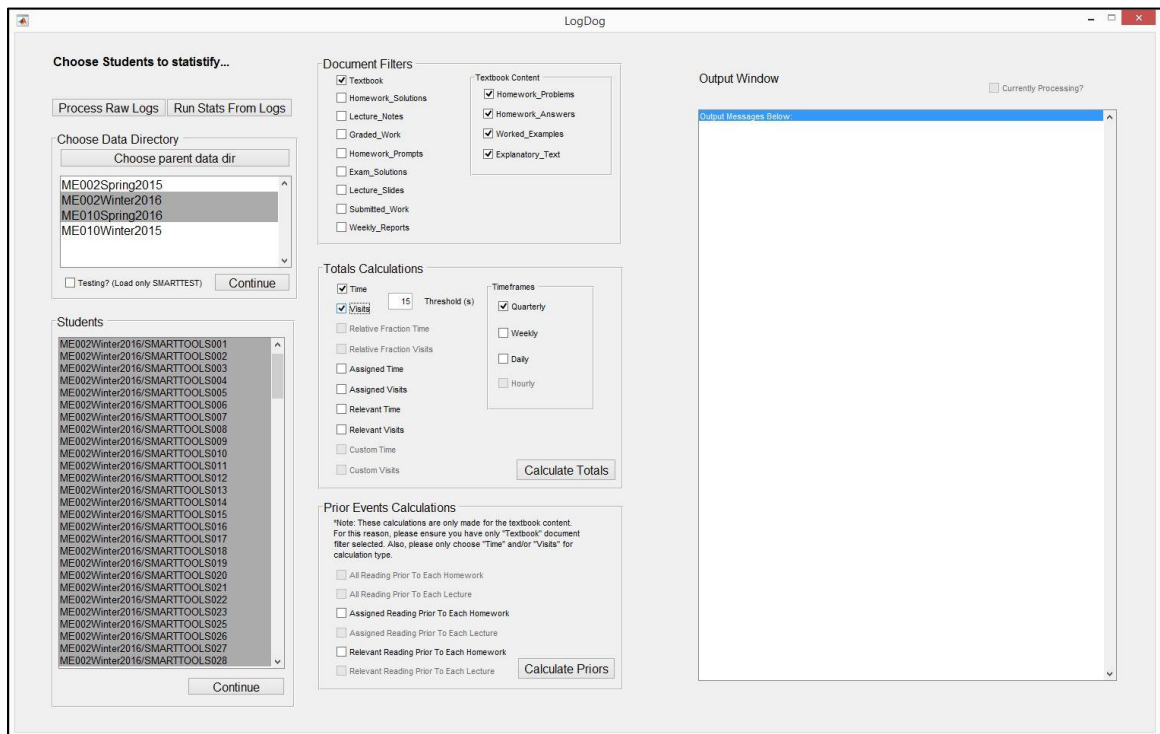 LogDog
Choose Students to statistify...
Process Raw Logs Run Stats From Logs
Choose Data Directory
Choose parent data dir
ME002Spring2015
ME002Winter2016
ME010Spring2016
ME010Winter2015
Testing? (Load only SMARTTEST) Continue
Students
ME002Winter2016/SMARTTOOLS001
ME002Winter2016/SMARTTOOLS002
ME002Winter2016/SMARTTOOLS003
ME002Winter2016/SMARTTOOLS004
ME002Winter2016/SMARTTOOLS005
ME002Winter2016/SMARTTOOLS006
ME002Winter2016/SMARTTOOLS007
ME002Winter2016/SMARTTOOLS008
ME002Winter2016/SMARTTOOLS009
ME002Winter2016/SMARTTOOLS010
ME002Winter2016/SMARTTOOLS011
ME002Winter2016/SMARTTOOLS012
ME002Winter2016/SMARTTOOLS013
ME002Winter2016/SMARTTOOLS014
ME002Winter2016/SMARTTOOLS015
ME002Winter2016/SMARTTOOLS016
ME002Winter2016/SMARTTOOLS017
ME002Winter2016/SMARTTOOLS018
ME002Winter2016/SMARTTOOLS019
ME002Winter2016/SMARTTOOLS020
ME002Winter2016/SMARTTOOLS021
ME002Winter2016/SMARTTOOLS022
ME002Winter2016/SMARTTOOLS023
ME002Winter2016/SMARTTOOLS025
ME002Winter2016/SMARTTOOLS026
ME002Winter2016/SMARTTOOLS027
ME002Winter2016/SMARTTOOLS028
Continue
Document Filters
Textbook
Homework_Solutions
Lecture_Notes
Graded_Work
Homework_Prompts
Exam_Solutions
Lecture_Slides
Submitted_Work
Weekly_Reports
Textbook Content
Homework_Problems
Homework_Answers
Worked_Examples
Explanatory_Text
Totals Calculations
Time
Visits 15 Threshold (s)
Relative Fraction Time
Relative Fraction Visits
Assigned Time
Assigned Visits
Relevant Time
Relevant Visits
Custom Time
Custom Visits
Timeframes
Quarterly
Weekly
Daily
Hourly
Calculate Totals
Prior Events Calculations
*Note: These calculations are only made for the textbook content.
For this reason, please ensure you have only "Textbook" document
filter selected. Also, please only choose "Time" and/or "Visits" for
calculation type.
All Reading Prior To Each Homework
All Reading Prior To Each Lecture
Assigned Reading Prior To Each Homework
Assigned Reading Prior To Each Lecture
Relevant Reading Prior To Each Homework
Relevant Reading Prior To Each Lecture
Calculate Priors
Output Window
Currently Processing?
Output Messages Below: